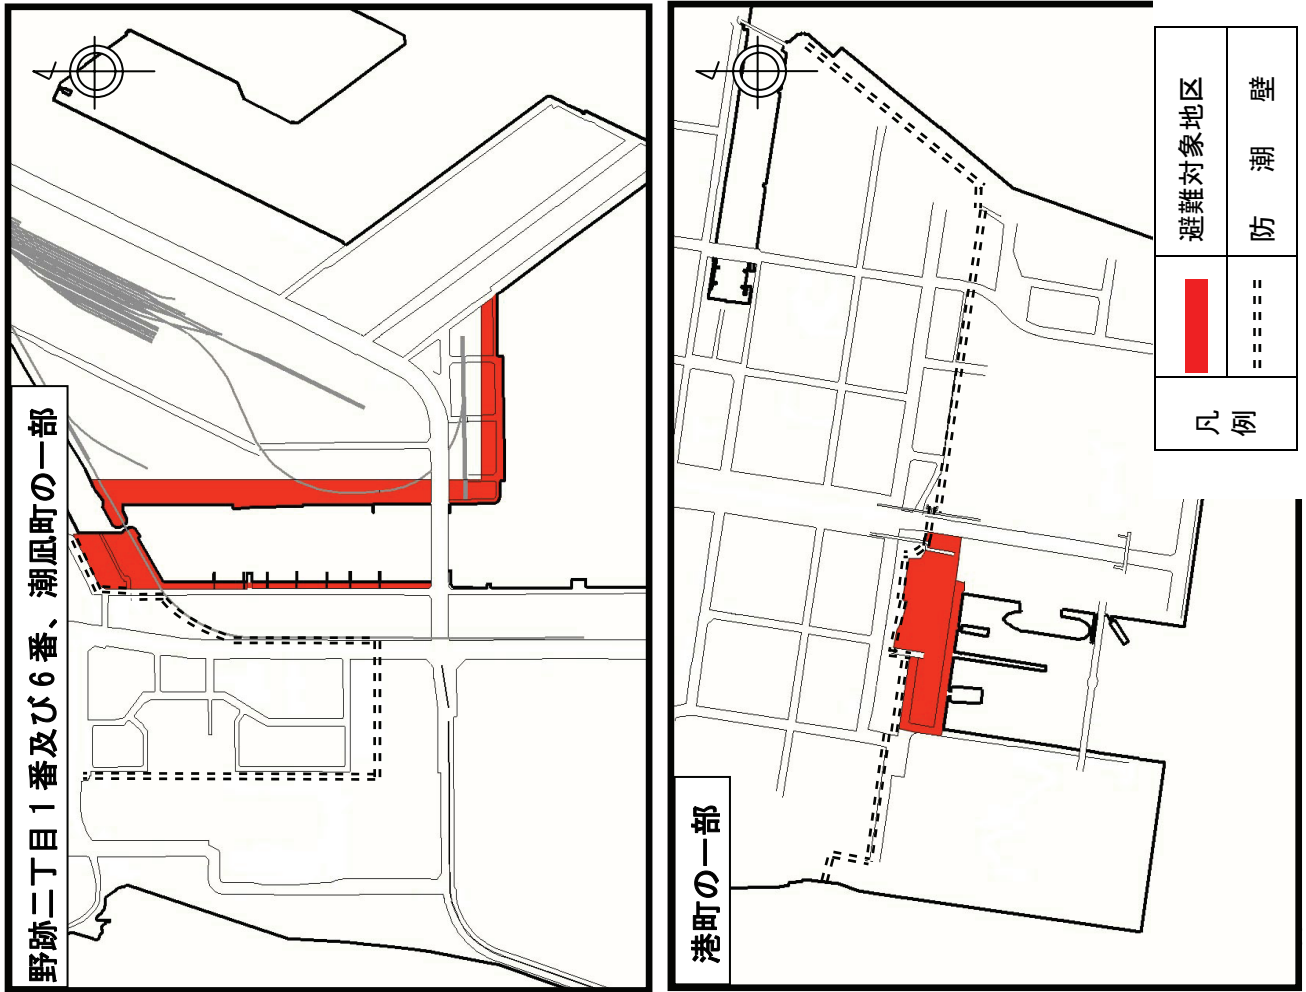 野跡二丁目１番及び６番、潮凪町の一部
港町の一部
凡例
避難対象地区
防潮壁